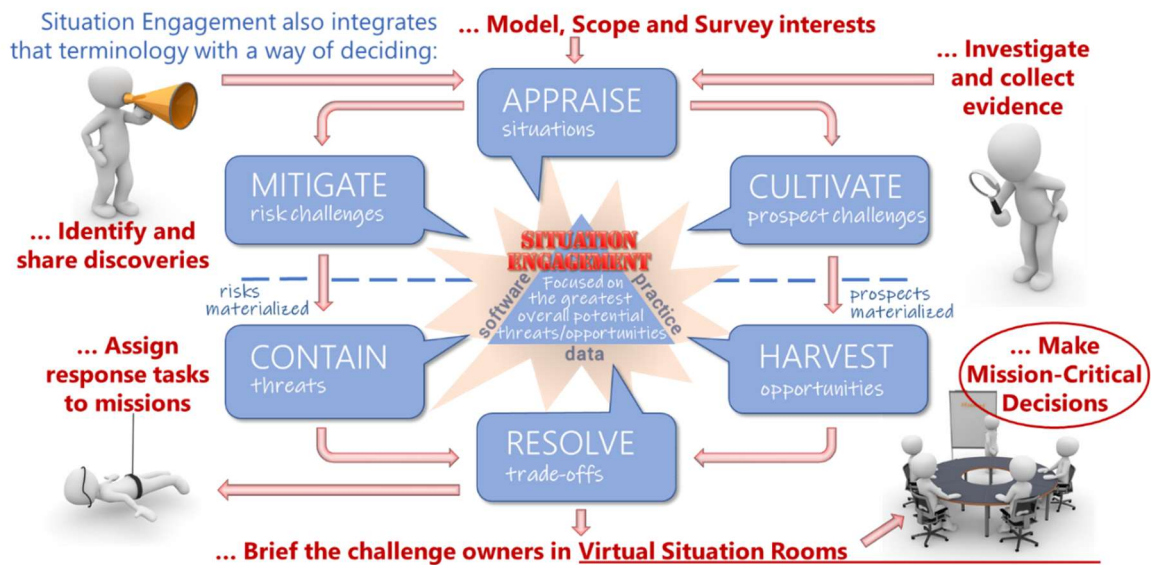 Situation Engagement also integrates
that terminology with a way of deciding:
... Model, Scope and Survey interests
... Investigate
and collect
evidence
APPRAISE
situations
MITIGATE
risk challenges
CULTIVATE
prospect challenges
... Identify and
share discoveries
SITUATION
ENGAGEMENT
Focused on
the greatest
overall potential
threats/opportunities
software
practice
data
risks
materialized
prospects
materialized
... Assign
response tasks
to missions
CONTAIN
threats
HARVEST
opportunities
... Make
Mission-Critical
Decisions
RESOLVE
trade-offs
... Brief the challenge owners in Virtual Situation Rooms